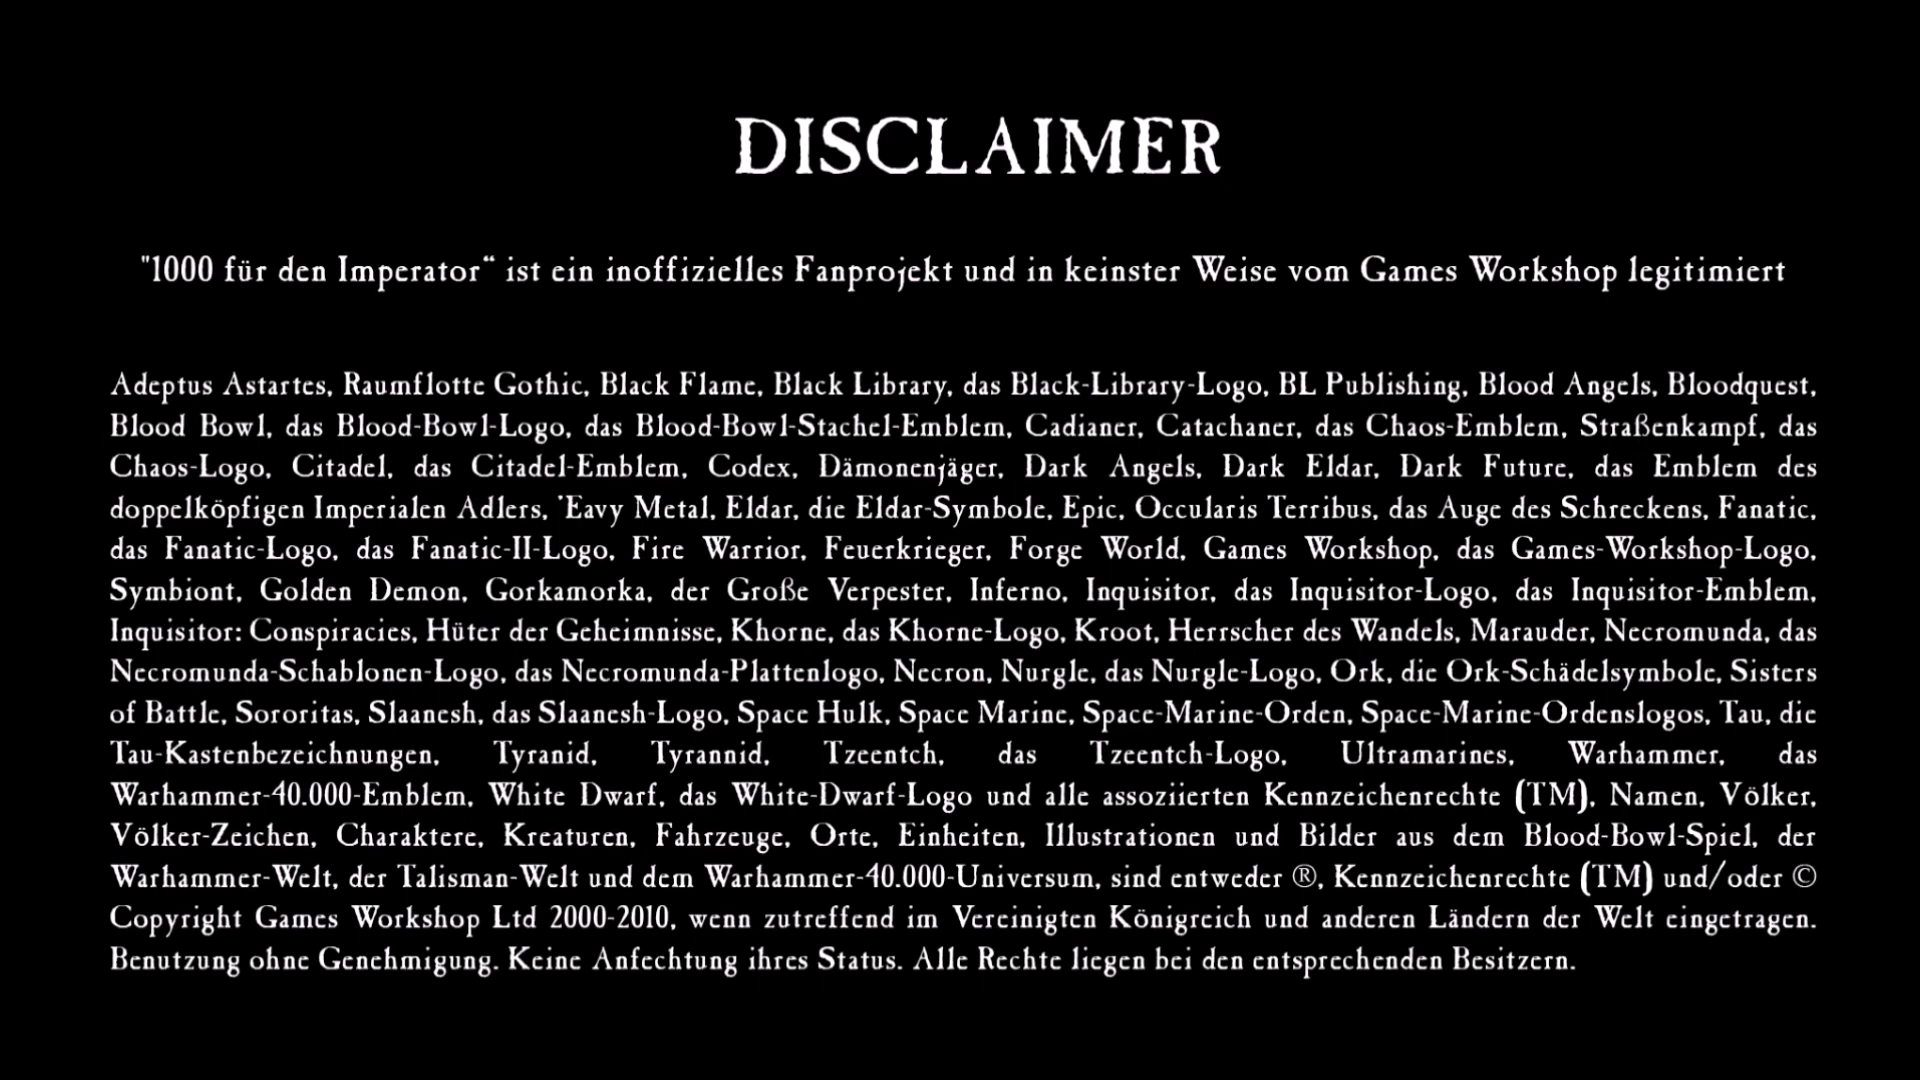 DISCLAIMER
"1000 für den Imperator“ ist ein inoffizielles Fanprojekt und in keinster Weise vom Games Workshop legitimiert
Adeptus Astartes, Raumflotte Gothic, Black Flame, Black Library, das Black-Library-Logo, BL Publishing, Blood Angels, Bloodquest,
Blood Bowl, das Blood-Bowl-Logo, das Blood-Bowl-Stachel-Emblem, Cadianer, Catachaner, das Chaos-Emblem, Straßenkampf, das
Chaos-Logo, Citadel, das Citadel-Emblem, Codex, Dämonenjäger, Dark Angels, Dark Eldar, Dark Future, das Emblem des
doppelköpfigen Imperialen Adlers, 'Eavy Metal, Eldar, die Eldar-Symbole, Epic, Occularis Terribus, das Auge des Schreckens, Fanatic,
das Fanatic-Logo, das Fanatic-II-Logo, Fire Warrior, Feuerkrieger, Forge World, Games Workshop, das Games-Workshop-Logo,
Symbiont, Golden Demon, Gorkamorka, der Große Verpester, Inferno, Inquisitor, das Inquisitor-Logo, das Inquisitor-Emblem,
Inquisitor: Conspiracies, Hüter der Geheimnisse, Khorne, das Khorne-Logo, Kroot, Herrscher des Wandels, Marauder, Necromunda, das
Necromunda-Schablonen-Logo, das Necromunda-Plattenlogo, Necron, Nurgle, das Nurgle-Logo, Ork, die Ork-Schädelsymbole, Sisters
of Battle, Sororitas, Slaanesh, das Slaanesh-Logo, Space Hulk, Space Marine, Space-Marine-Orden, Space-Marine-Ordenslogos, Tau, die
Tau-Kastenbezeichnungen, Tyranid, Tyrannid, Tzeentch, das Tzeentch-Logo, Ultramarines, Warhammer, das
Warhammer-40.000-Emblem, White Dwarf, das White-Dwarf-Logo und alle assoziierten Kennzeichenrechte (TM), Namen, Völker,
Völker-Zeichen, Charaktere, Kreaturen, Fahrzeuge, Orte, Einheiten, Illustrationen und Bilder aus dem Blood-Bowl-Spiel, der
Warhammer-Welt, der Talisman-Welt und dem Warhammer-40.000-Universum, sind entweder ®, Kennzeichenrechte (TM) und/oder ©
Copyright Games Workshop Ltd 2000-2010, wenn zutreffend im Vereinigten Königreich und anderen Ländern der Welt eingetragen.
Benutzung ohne Genehmigung. Keine Anfechtung ihres Status. Alle Rechte liegen bei den entsprechenden Besitzern.